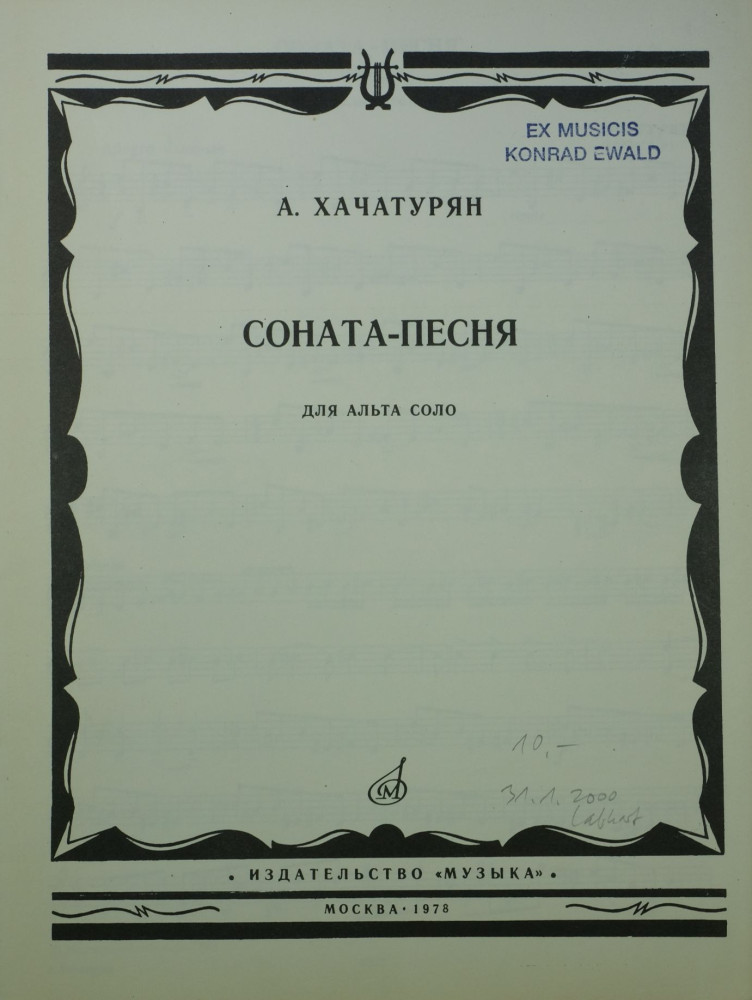 EX MUSICIS
KONRAD EWALD
А. ХАЧАТУРЯН
СОНАТА-ПЕСНЯ
ДЛЯ АЛЬТА СОЛО
10,–
31.1.2000
М
• ИЗДАТЕЛЬСТВО «МУЗЫКА» •
МОСКВА · 1978